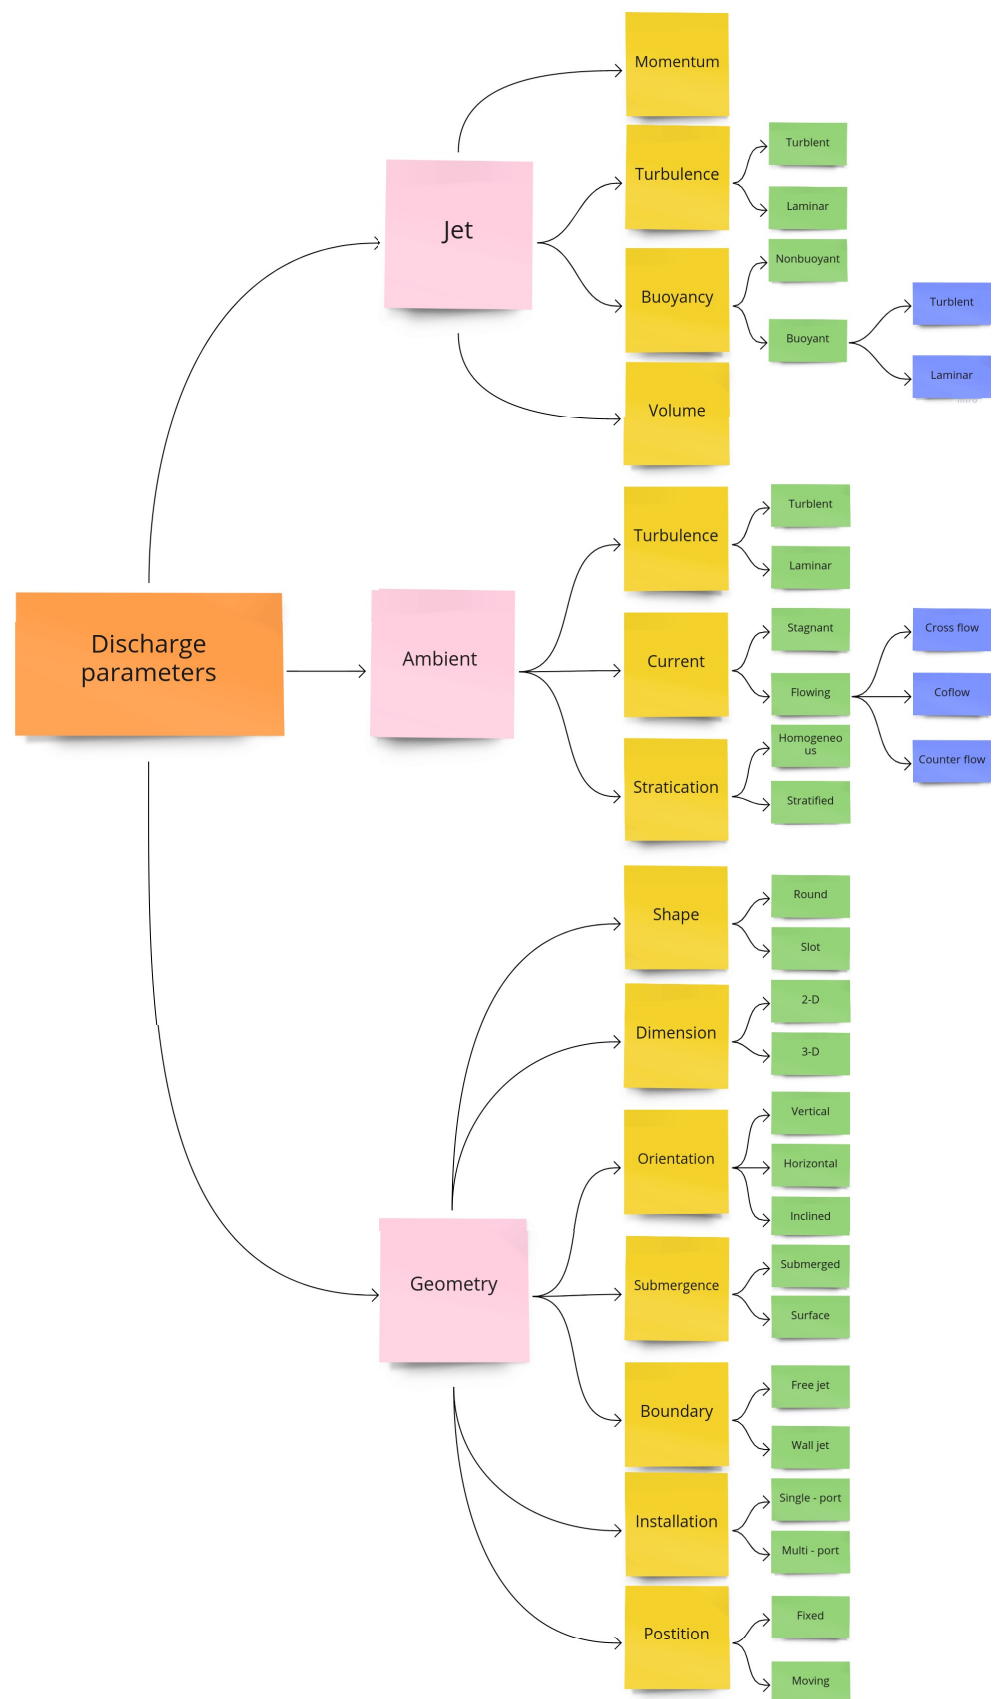 Momentum
Turbulence
Turblent
Laminar
Jet
Buoyancy
Nonbuoyant
Buoyant
Turblent
Laminar
Volume
Discharge
parameters
Ambient
Turbulence
Turblent
Laminar
Current
Stagnant
Flowing
Cross flow
Coflow
Counter flow
Stratication
Homogeneo
us
Stratified
Geometry
Shape
Round
Slot
Dimension
2-D
3-D
Orientation
Vertical
Horizontal
Inclined
Submergence
Submerged
Surface
Boundary
Free jet
Wall jet
Installation
Single - port
Multi - port
Postition
Fixed
Moving